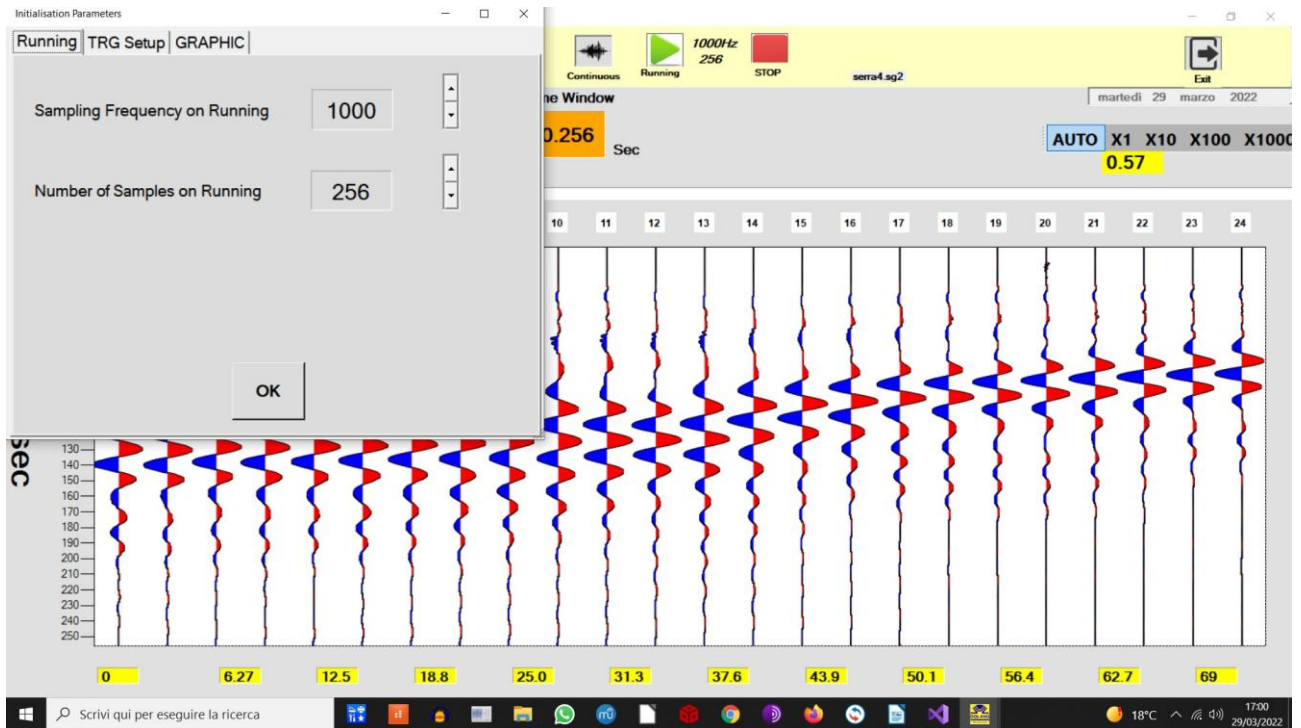 Initialisation Parameters
Running TRG Setup GRAPHIC
Sampling Frequency on Running 1000
Number of Samples on Running 256
OK
Continuous
Running
1000Hz
256
STOP
serra4.sg2
Exit
me Window
martedì 29 marzo 2022
0.256 Sec
AUTO X1 X10 X100 X1000
0.57
10 11 12 13 14 15 16 17 18 19 20 21 22 23 24
sec
130
140
150
160
170
180
190
200
210
220
230
240
250
0 6.27 12.5 18.8 25.0 31.3 37.6 43.9 50.1 56.4 62.7 69
Scrivi qui per eseguire la ricerca
18°C
17:00
29/03/2022